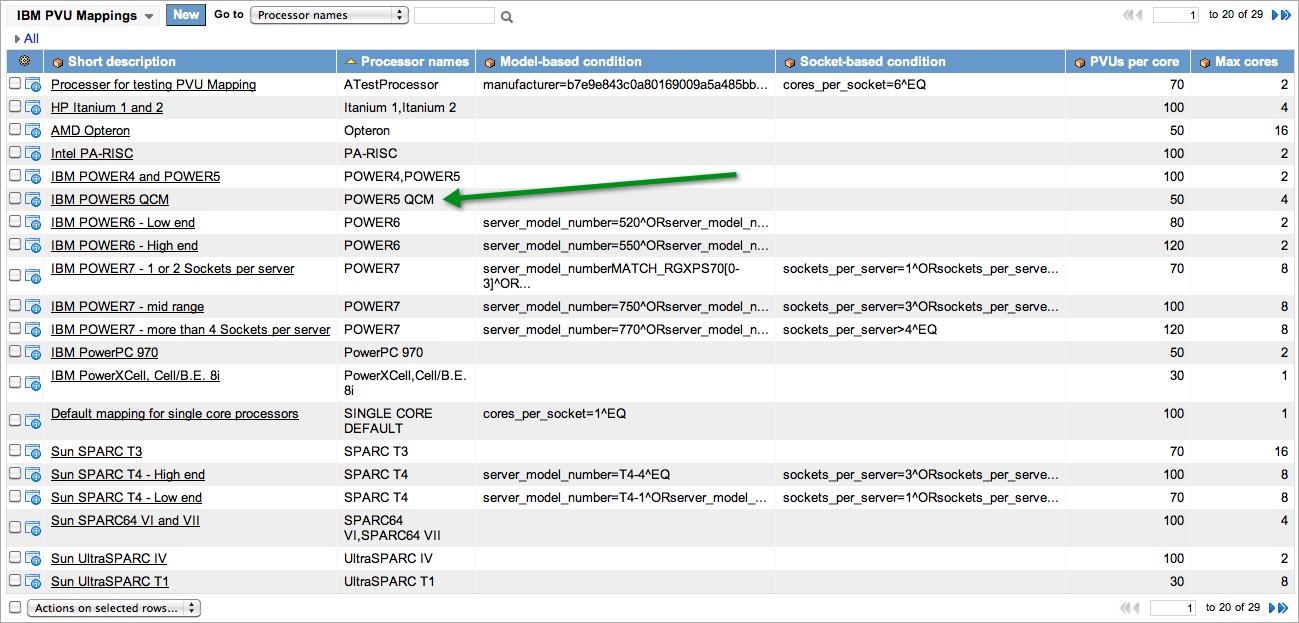 IBM PVU Mappings New Go to Processor names
1 to 20 of 29
All
Short description Processor names Model-based condition Socket-based condition PVUs per core Max cores
Processer for testing PVU Mapping ATestProcessor manufacturer=b7e9e843c0a80169009a5a485bb... cores_per_socket=6^EQ 70 2
HP Itanium 1 and 2 Itanium 1,Itanium 2 100 4
AMD Opteron Opteron 50 16
Intel PA-RISC PA-RISC 100 2
IBM POWER4 and POWER5 POWER4,POWER5 100 2
IBM POWER5 QCM POWER5 QCM 50 4
IBM POWER6 - Low end POWER6 server_model_number=520^ORserver_model_n... 80 2
IBM POWER6 - High end POWER6 server_model_number=550^ORserver_model_n... 120 2
IBM POWER7 - 1 or 2 Sockets per server POWER7 server_model_numberMATCH_RGXPS70[0- sockets_per_server=1^ORsockets_per_serve... 70 8
3]^OR...
IBM POWER7 - mid range POWER7 server_model_number=750^ORserver_model_n... sockets_per_server=3^ORsockets_per_serve... 100 8
IBM POWER7 - more than 4 Sockets per server POWER7 server_model_number=770^ORserver_model_n... sockets_per_server>4^EQ 120 8
IBM PowerPC 970 PowerPC 970 50 2
IBM PowerXCell, Cell/B.E. 8i PowerXCell,Cell/B.E. 30 1
8i
Default mapping for single core processors SINGLE CORE cores_per_socket=1^EQ 100 1
DEFAULT
Sun SPARC T3 SPARC T3 70 16
Sun SPARC T4 - High end SPARC T4 server_model_number=T4-4^EQ sockets_per_server=3^ORsockets_per_serve... 100 8
Sun SPARC T4 - Low end SPARC T4 server_model_number=T4-1^ORserver_model_... sockets_per_server=1^ORsockets_per_serve... 70 8
Sun SPARC64 VI and VII SPARC64 100 4
VI,SPARC64 VII
Sun UltraSPARC IV UltraSPARC IV 100 2
Sun UltraSPARC T1 UltraSPARC T1 30 8
Actions on selected rows... 1 to 20 of 29